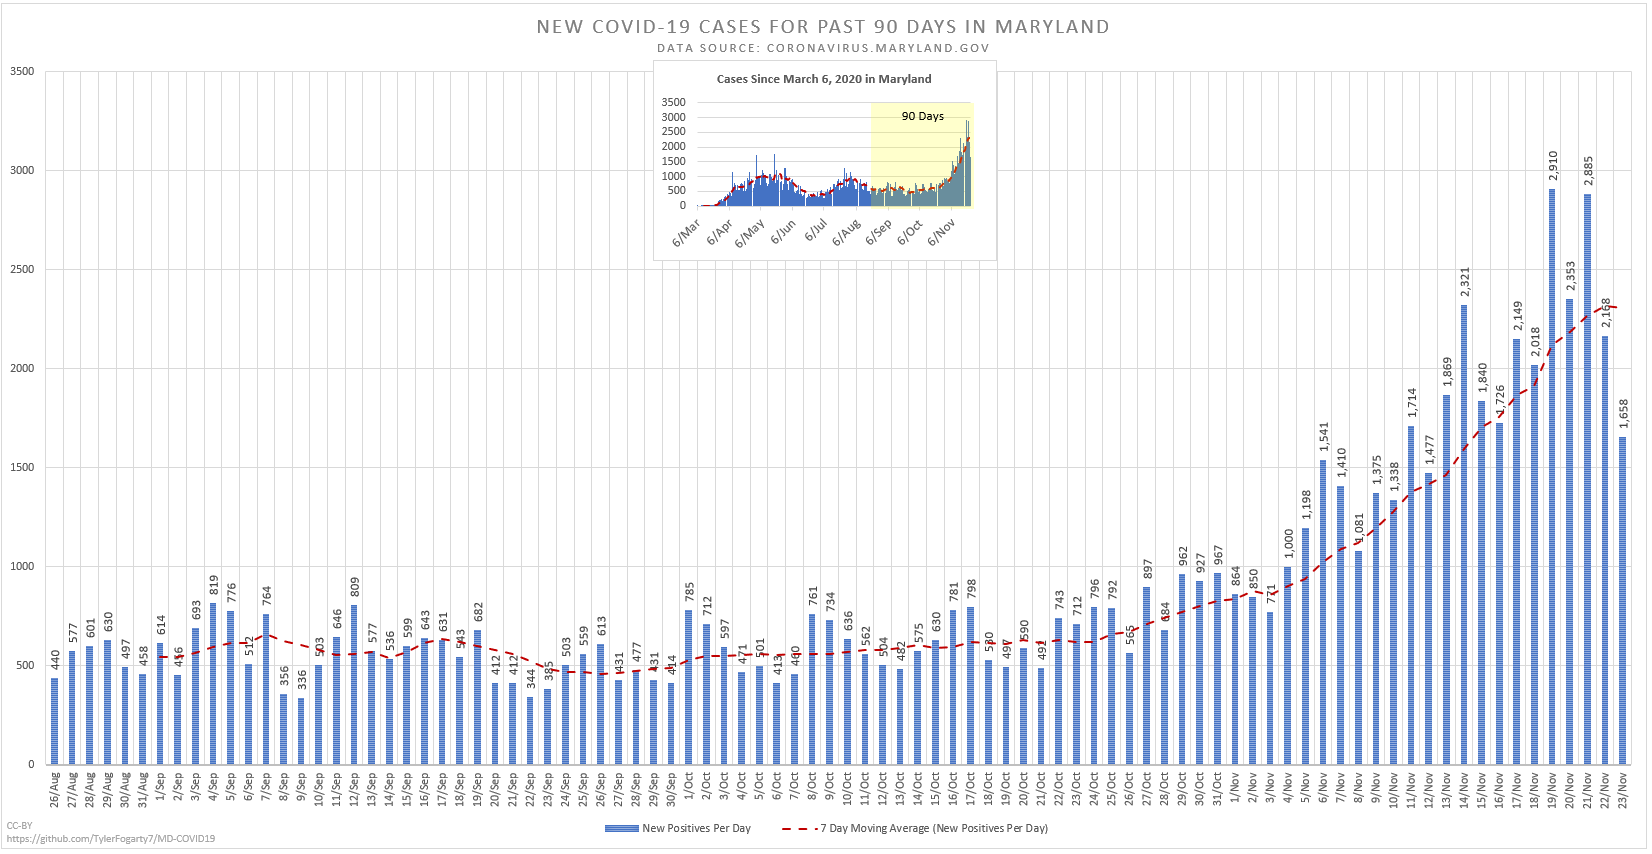 NEW COVID-19 CASES FOR PAST 90 DAYS IN MARYLAND
DATA SOURCE: CORONAVIRUS.MARYLAND.GOV
Cases Since March 6, 2020 in Maryland
90 Days
3500
3000
2500
2000
1500
1000
500
0
6/Mar
6/Apr
6/May
6/Jun
6/Jul
6/Aug
6/Sep
6/Oct
6/Nov
3500
3000
2500
2000
1500
1000
500
0
440
577
601
630
497
458
614
456
693
819
776
512
764
356
336
503
646
809
577
536
599
643
631
543
682
412
412
344
385
503
559
613
431
477
431
414
785
712
597
471
501
413
460
761
734
636
562
504
482
575
630
781
798
530
497
590
492
743
712
796
792
565
897
684
962
927
967
864
850
771
1,000
1,198
1,541
1,410
1,081
1,375
1,338
1,714
1,477
1,869
2,321
1,840
1,726
2,149
2,018
2,910
2,353
2,885
2,168
1,658
26/Aug
27/Aug
28/Aug
29/Aug
30/Aug
31/Aug
1/Sep
2/Sep
3/Sep
4/Sep
5/Sep
6/Sep
7/Sep
8/Sep
9/Sep
10/Sep
11/Sep
12/Sep
13/Sep
14/Sep
15/Sep
16/Sep
17/Sep
18/Sep
19/Sep
20/Sep
21/Sep
22/Sep
23/Sep
24/Sep
25/Sep
26/Sep
27/Sep
28/Sep
29/Sep
30/Sep
1/Oct
2/Oct
3/Oct
4/Oct
5/Oct
6/Oct
7/Oct
8/Oct
9/Oct
10/Oct
11/Oct
12/Oct
13/Oct
14/Oct
15/Oct
16/Oct
17/Oct
18/Oct
19/Oct
20/Oct
21/Oct
22/Oct
23/Oct
24/Oct
25/Oct
26/Oct
27/Oct
28/Oct
29/Oct
30/Oct
31/Oct
1/Nov
2/Nov
3/Nov
4/Nov
5/Nov
6/Nov
7/Nov
8/Nov
9/Nov
10/Nov
11/Nov
12/Nov
13/Nov
14/Nov
15/Nov
16/Nov
17/Nov
18/Nov
19/Nov
20/Nov
21/Nov
22/Nov
23/Nov
New Positives Per Day
7 Day Moving Average (New Positives Per Day)
CC-BY
https://github.com/TylerFogarty7/MD-COVID19